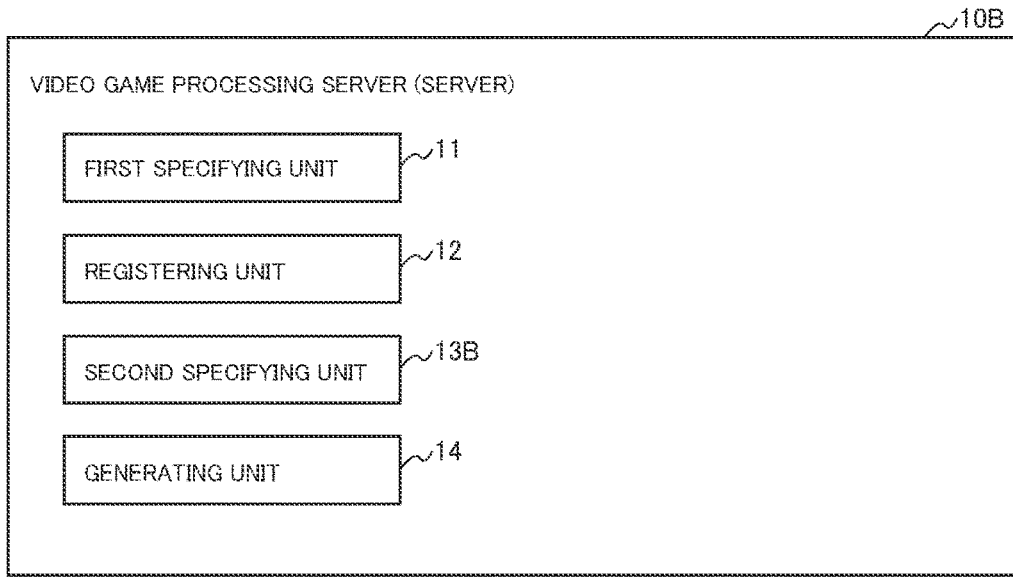 10B
VIDEO GAME PROCESSING SERVER (SERVER)
FIRST SPECIFYING UNIT
11
REGISTERING UNIT
12
SECOND SPECIFYING UNIT
13B
GENERATING UNIT
14